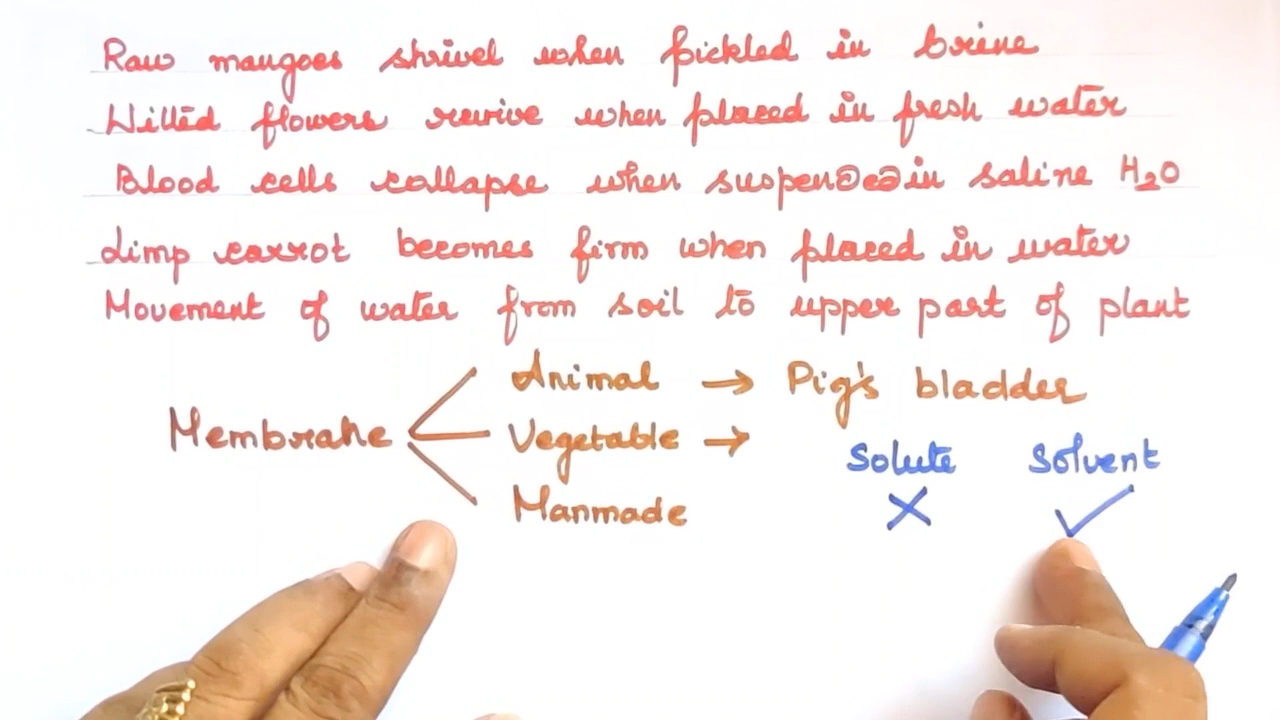 Raw mangoes shrivel when pickled in brine
Wilted flowers revive when placed in fresh water
Blood cells collapse when suspended in saline H₂O
Limp carrot becomes firm when placed in water
Movement of water from soil to upper part of plant
Membrane
Animal → Pig's bladder
Vegetable →
Manmade
Solute Solvent
✗ ✓